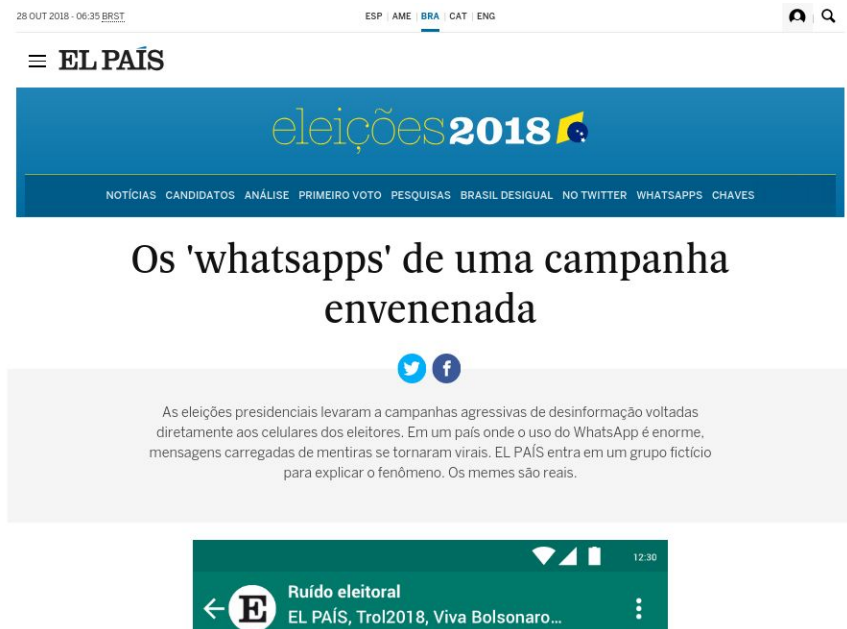 28 OUT 2018 - 06:35 BRST
ESP | AME | BRA | CAT | ENG
EL PAÍS
eleições2018
NOTÍCIAS CANDIDATOS ANÁLISE PRIMEIRO VOTO PESQUISAS BRASIL DESIGUAL NO TWITTER WHATSAPPS CHAVES
Os 'whatsapps' de uma campanha
envenenada
As eleições presidenciais levaram a campanhas agressivas de desinformação voltadas
diretamente aos celulares dos eleitores. Em um país onde o uso do WhatsApp é enorme,
mensagens carregadas de mentiras se tornaram virais. EL PAÍS entra em um grupo fictício
para explicar o fenômeno. Os memes são reais.
12:30
Ruído eleitoral
E
EL PAÍS, Trol2018, Viva Bolsonaro...